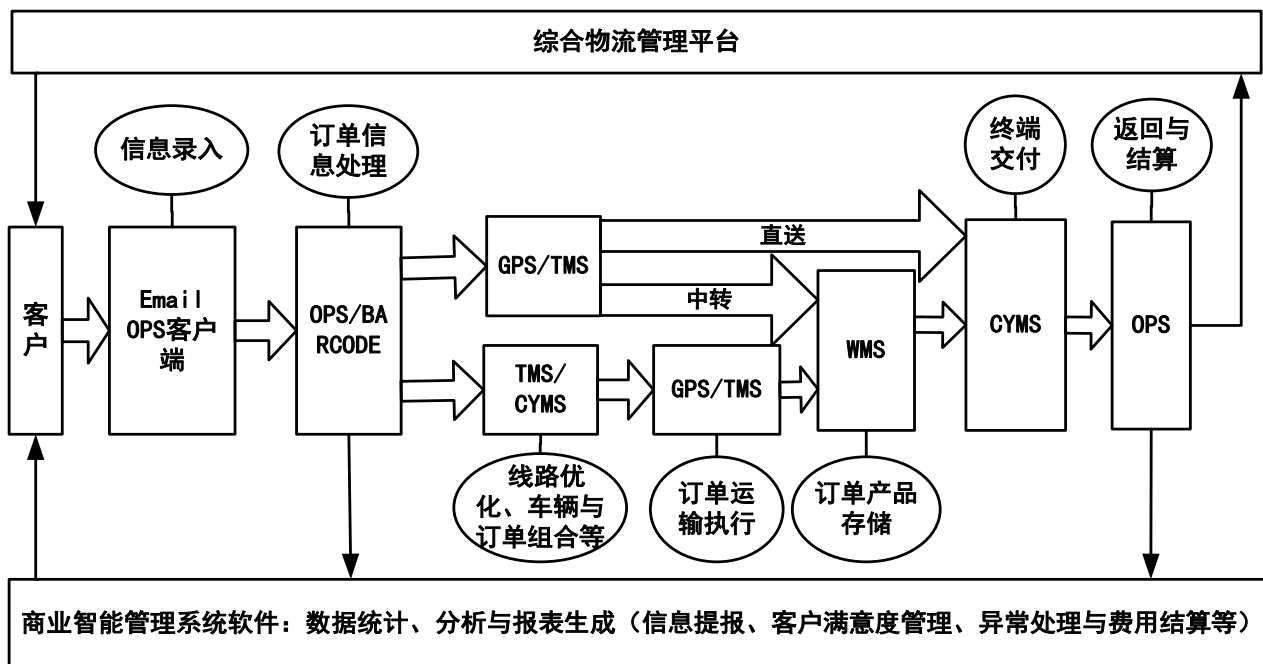 综合物流管理平台
信息录入
订单信
息处理
终端
交付
返回与
结算
客
户
Email
OPS客户
端
OPS/BA
RCODE
GPS/TMS
直送
中转
TMS/
CYMS
GPS/TMS
WMS
CYMS
OPS
线路优
化、车辆与
订单组合等
订单运
输执行
订单产品
存储
商业智能管理系统软件：数据统计、分析与报表生成（信息提报、客户满意度管理、异常处理与费用结算等）